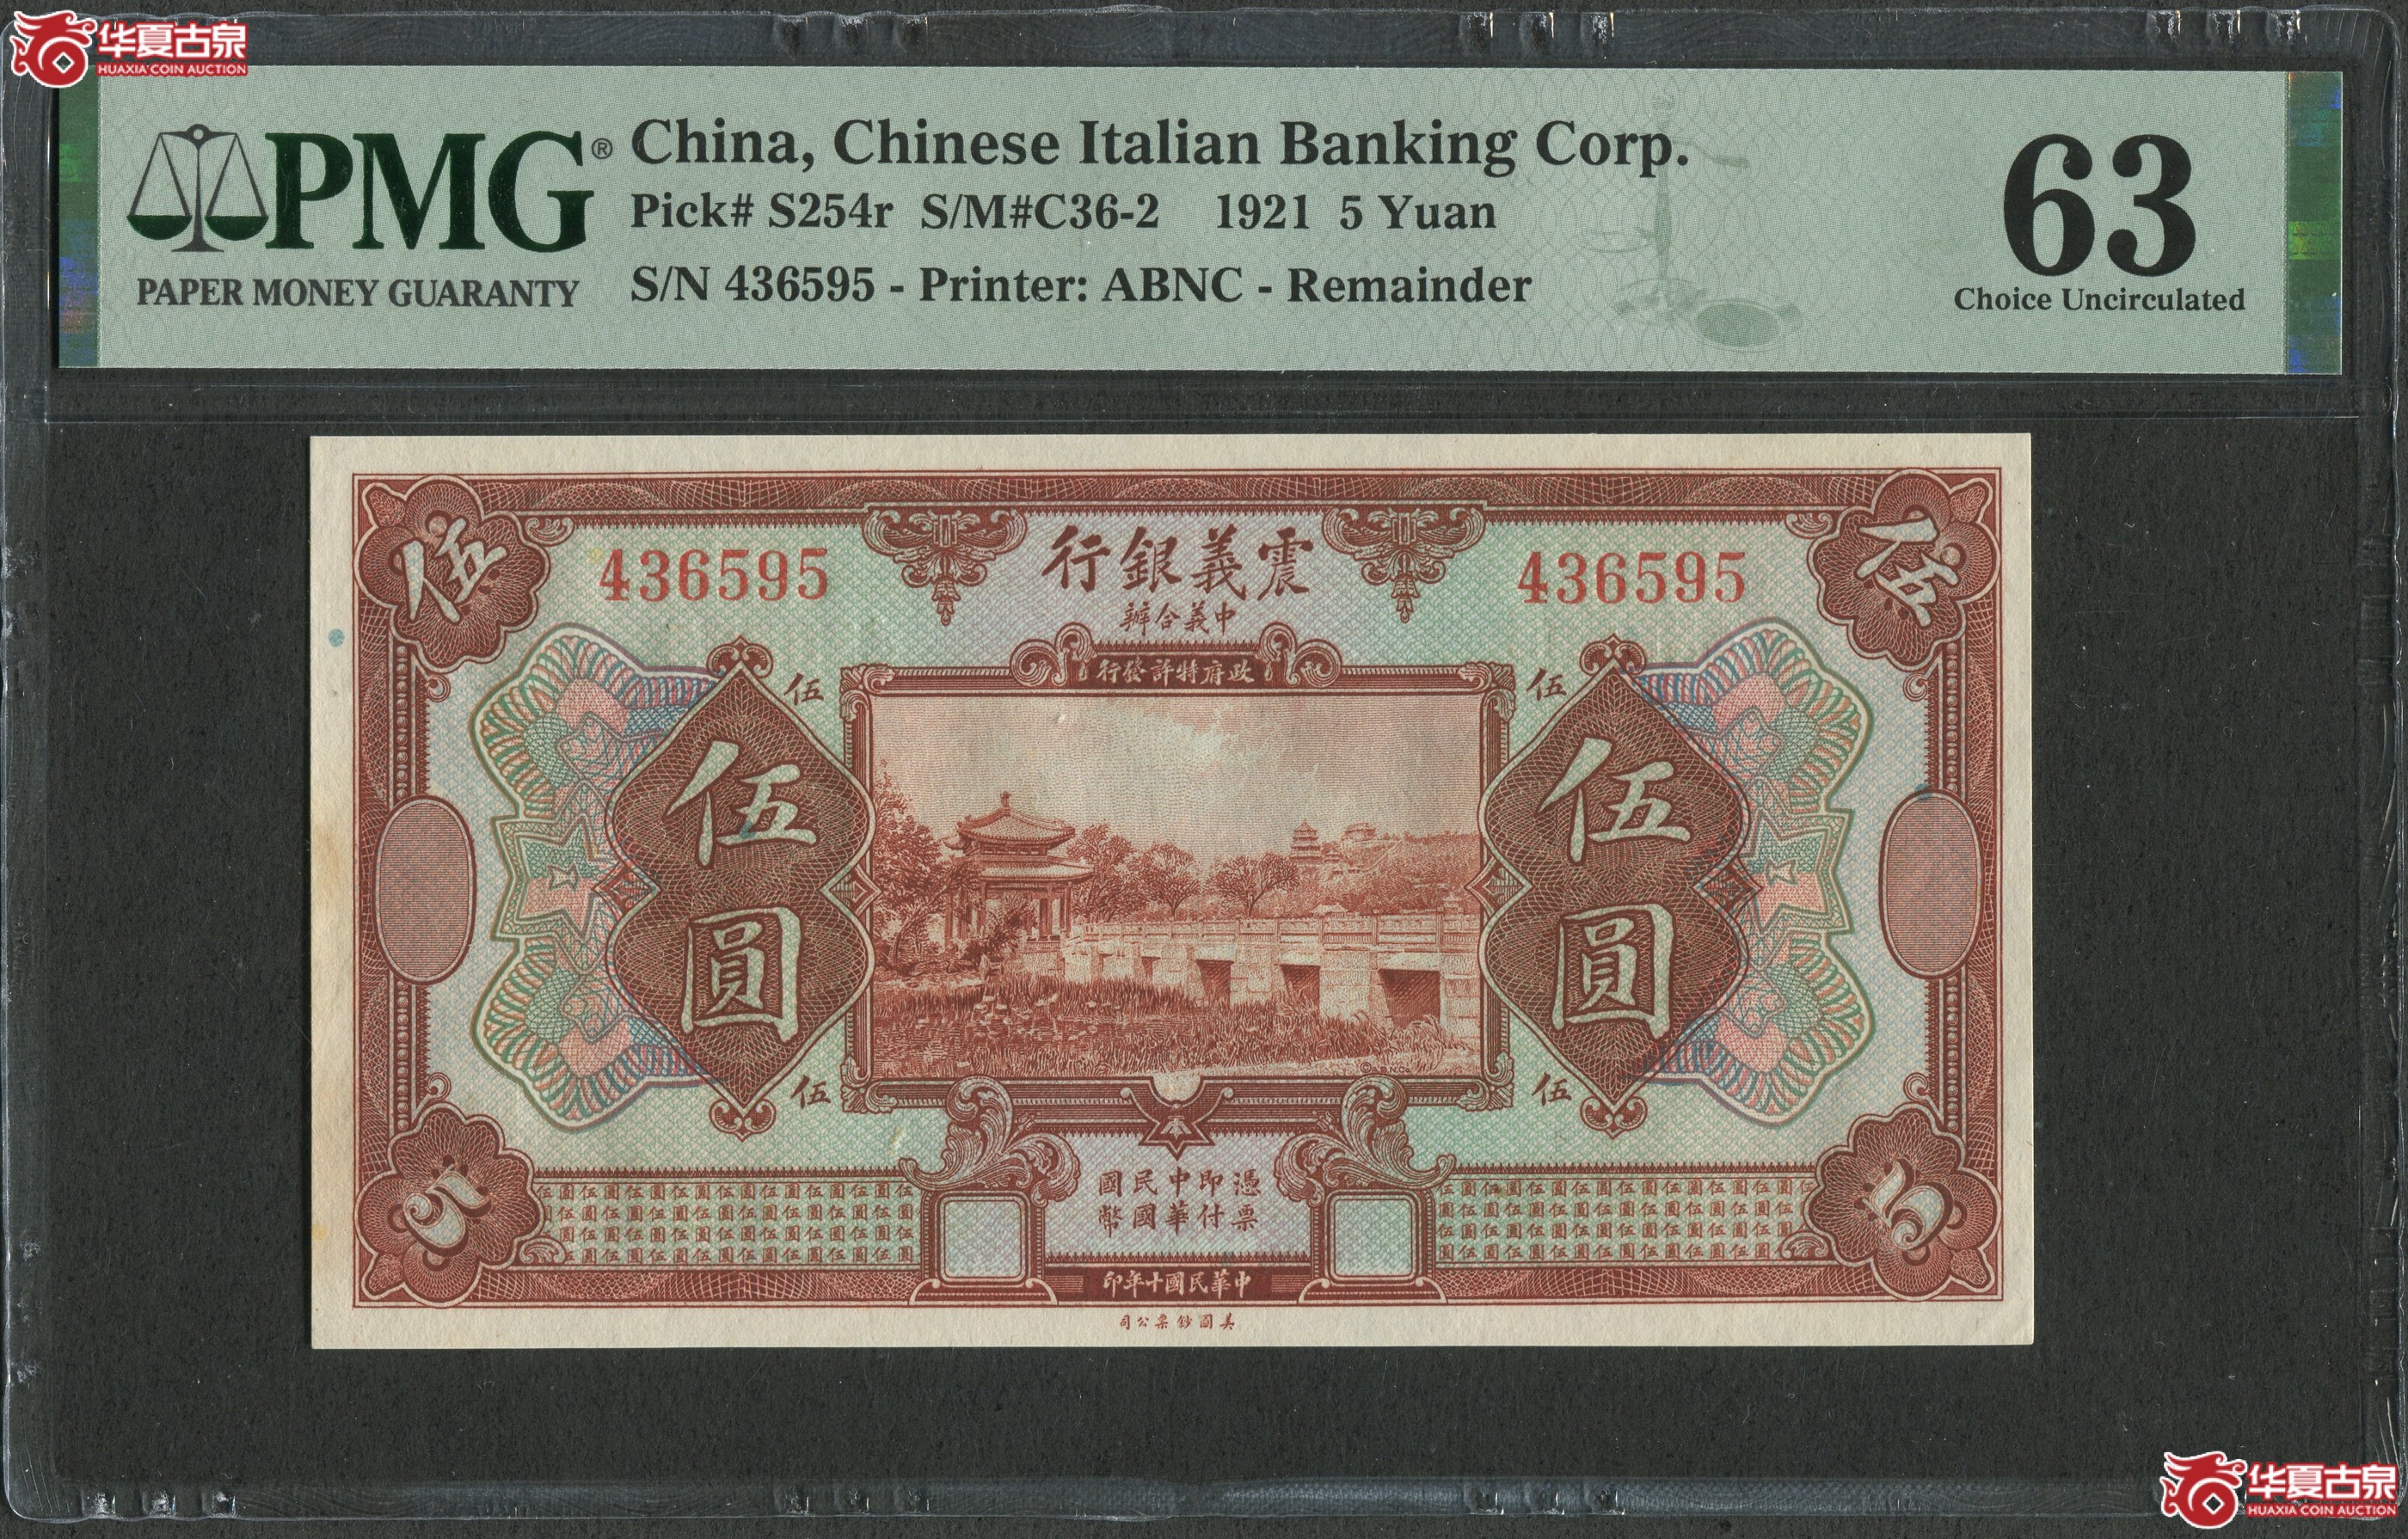 华夏古泉
HUAXIA COIN AUCTION
PMG®
PAPER MONEY GUARANTY
China, Chinese Italian Banking Corp.
Pick# S254r S/M#C36-2 1921 5 Yuan
S/N 436595 - Printer: ABNC - Remainder
63
Choice Uncirculated
伍
伍
436595
行銀義震
436595
辦合義中
行發許特府政
伍
伍
伍圓
伍圓
伍
伍
本
憑票
即付
中華
民國
國幣
5
5
印年十國民華中
司公票鈔國美
华夏古泉
HUAXIA COIN AUCTION